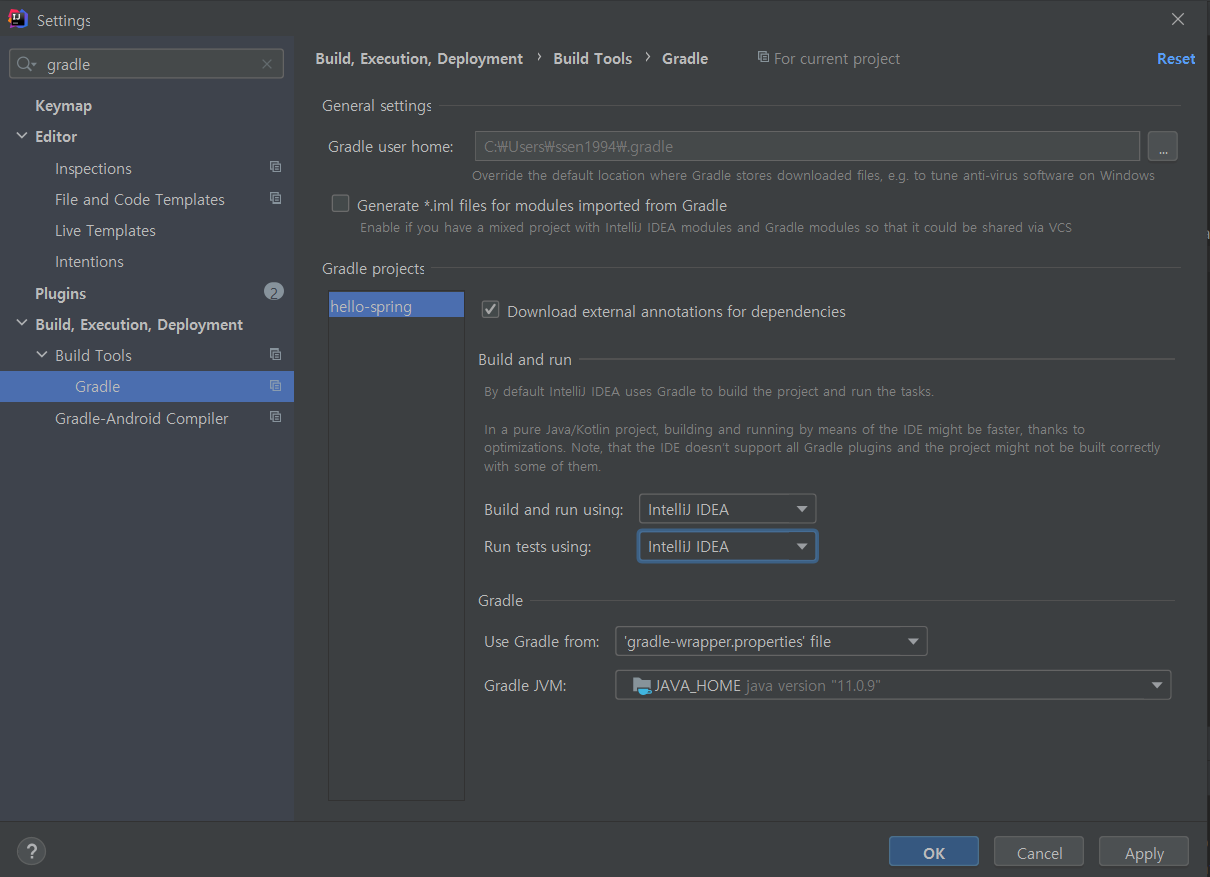 Settings
gradle
Keymap
Editor
Inspections
File and Code Templates
Live Templates
Intentions
Plugins 2
Build, Execution, Deployment
Build Tools
Gradle
Gradle-Android Compiler
Build, Execution, Deployment › Build Tools › Gradle For current project Reset
General settings
Gradle user home: C:₩Users₩ssen1994₩.gradle ...
Override the default location where Gradle stores downloaded files, e.g. to tune anti-virus software on Windows
Generate *.iml files for modules imported from Gradle
Enable if you have a mixed project with IntelliJ IDEA modules and Gradle modules so that it could be shared via VCS
Gradle projects
hello-spring
Download external annotations for dependencies
Build and run
By default IntelliJ IDEA uses Gradle to build the project and run the tasks.
In a pure Java/Kotlin project, building and running by means of the IDE might be faster, thanks to
optimizations. Note, that the IDE doesn't support all Gradle plugins and the project might not be built correctly
with some of them.
Build and run using: IntelliJ IDEA
Run tests using: IntelliJ IDEA
Gradle
Use Gradle from: 'gradle-wrapper.properties' file
Gradle JVM: JAVA_HOME java version "11.0.9"
? OK Cancel Apply